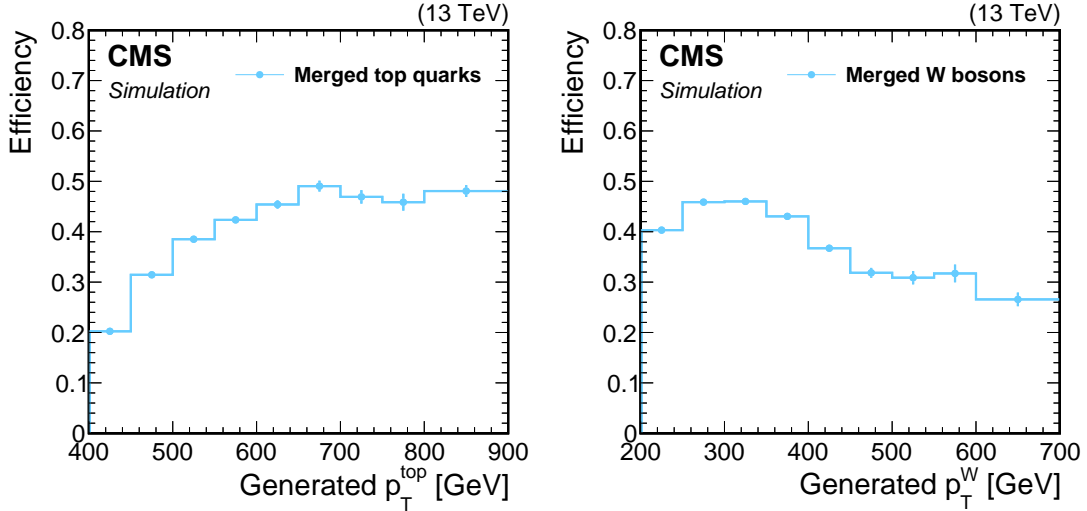 (13 TeV)
CMS
Simulation
Merged top quarks
Efficiency
0.8
0.7
0.6
0.5
0.4
0.3
0.2
0.1
0
400 500 600 700 800 900
Generated p_T^top [GeV]
(13 TeV)
CMS
Simulation
Merged W bosons
Efficiency
0.8
0.7
0.6
0.5
0.4
0.3
0.2
0.1
0
200 300 400 500 600 700
Generated p_T^W [GeV]